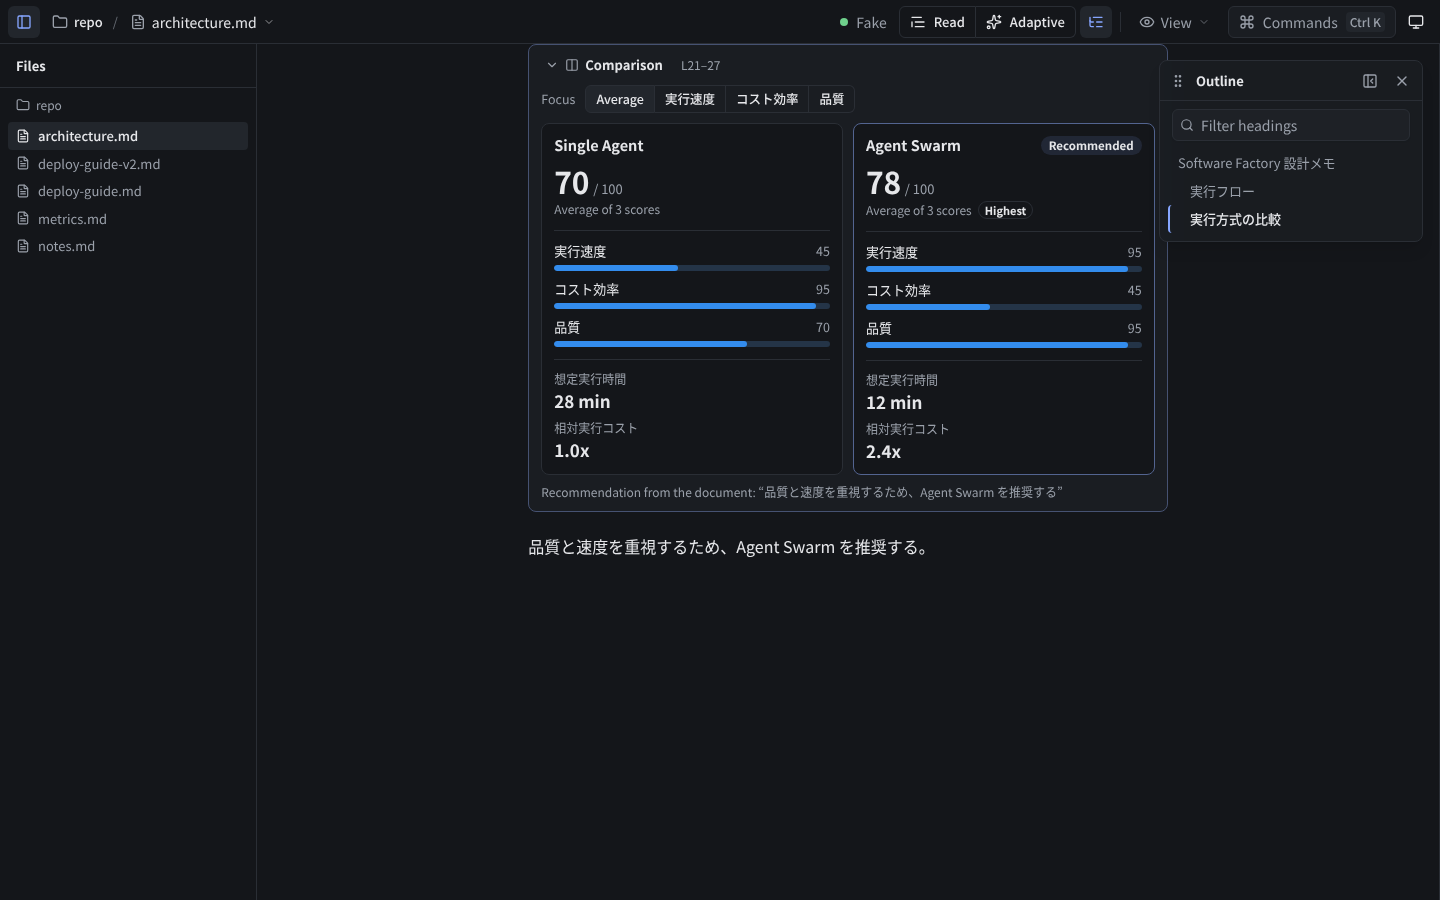 repo / architecture.md
Fake
Read
Adaptive
View
Commands Ctrl K
Files
repo
architecture.md
deploy-guide-v2.md
deploy-guide.md
metrics.md
notes.md
Comparison L21–27
Focus Average 実行速度 コスト効率 品質
Single Agent
70 / 100
Average of 3 scores
実行速度 45
コスト効率 95
品質 70
想定実行時間
28 min
相対実行コスト
1.0x
Agent Swarm Recommended
78 / 100
Average of 3 scores Highest
実行速度 95
コスト効率 45
品質 95
想定実行時間
12 min
相対実行コスト
2.4x
Recommendation from the document: “品質と速度を重視するため、Agent Swarm を推奨する”
品質と速度を重視するため、Agent Swarm を推奨する。
Outline
Filter headings
Software Factory 設計メモ
実行フロー
実行方式の比較